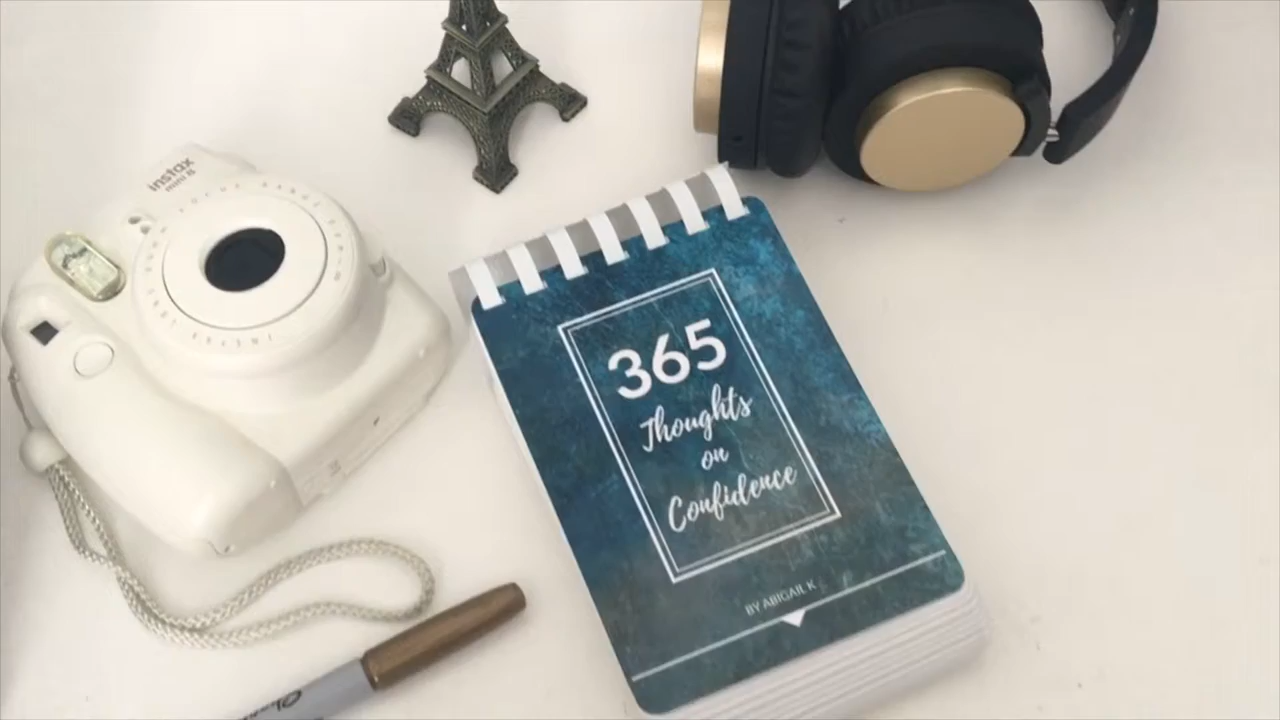 instax
mini 8
365
Thoughts
on
Confidence
BY ABIGAIL K